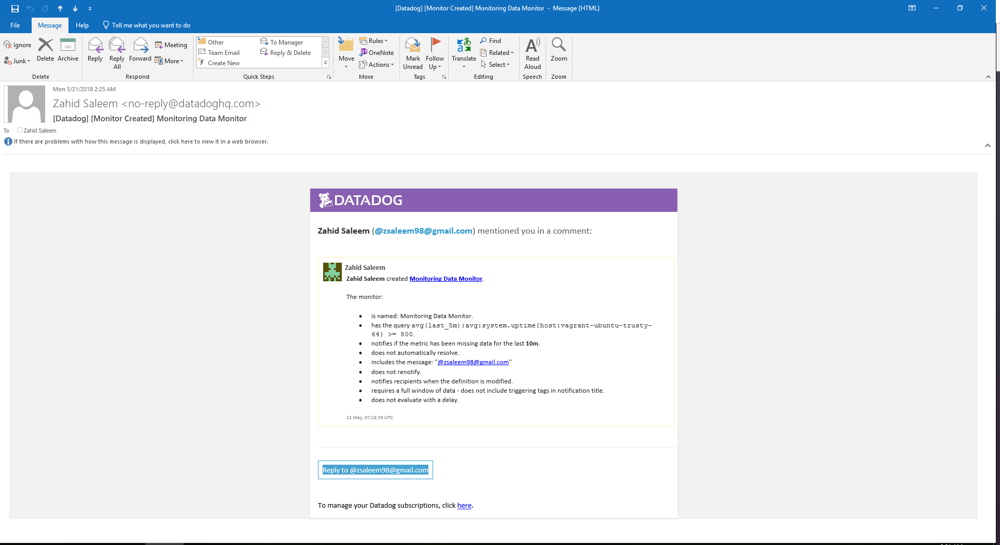 [Datadog] [Monitor Created] Monitoring Data Monitor - Message (HTML)
File Message Help Tell me what you want to do
Ignore
Junk
Delete
Archive
Delete
Reply
Reply All
Forward
Meeting
More
Respond
Other
Team Email
Create New
To Manager
Reply & Delete
Quick Steps
Move
Rules
OneNote
Actions
Move
Mark Unread
Follow Up
Tags
Translate
Find
Related
Select
Editing
Read Aloud
Speech
Zoom
Zoom
Mon 5/21/2018 2:25 AM
Zahid Saleem <no-reply@datadoghq.com>
[Datadog] [Monitor Created] Monitoring Data Monitor
To Zahid Saleem
If there are problems with how this message is displayed, click here to view it in a web browser.
DATADOG
Zahid Saleem (@zsaleem98@gmail.com) mentioned you in a comment:
Zahid Saleem
Zahid Saleem created Monitoring Data Monitor.
The monitor:
• is named: Monitoring Data Monitor.
• has the query avg(last_5m):avg:system.uptime{host:vagrant-ubuntu-trusty-
64} >= 800.
• notifies if the metric has been missing data for the last 10m.
• does not automatically resolve.
• includes the message: "@zsaleem98@gmail.com"
• does not renotify.
• notifies recipients when the definition is modified.
• requires a full window of data - does not include triggering tags in notification title.
• does not evaluate with a delay.
21 May, 07:24:39 UTC
Reply to @zsaleem98@gmail.com
To manage your Datadog subscriptions, click here.